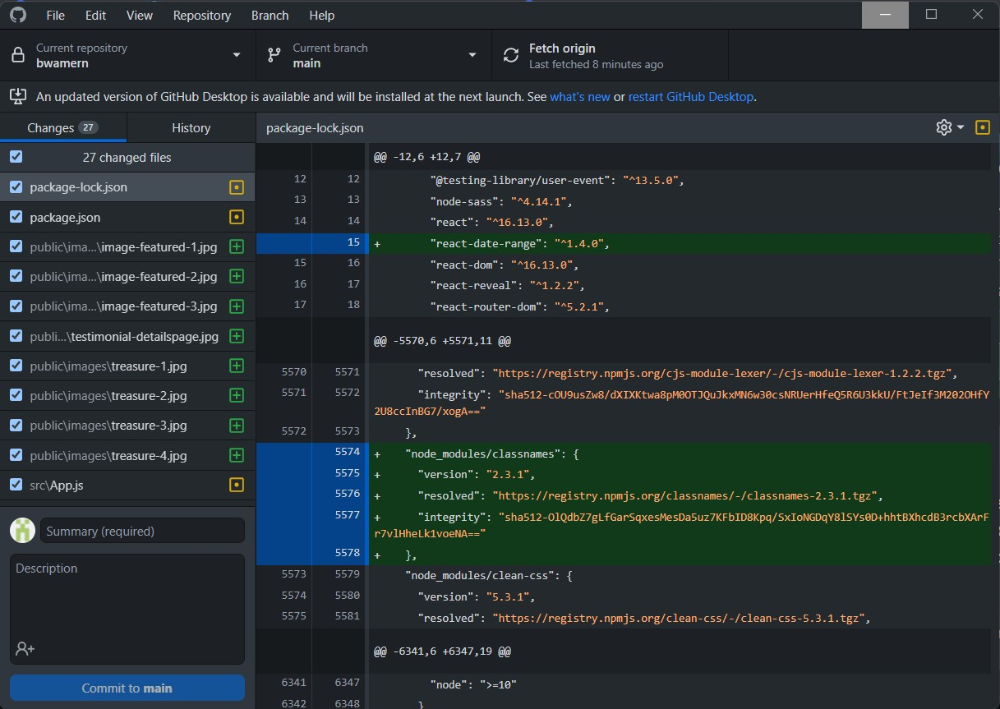 File Edit View Repository Branch Help
Current repository
bwamern
Current branch
main
Fetch origin
Last fetched 8 minutes ago
An updated version of GitHub Desktop is available and will be installed at the next launch. See what's new or restart GitHub Desktop.
Changes 27
History
27 changed files
package-lock.json
package.json
public\ima...\image-featured-1.jpg
public\ima...\image-featured-2.jpg
public\ima...\image-featured-3.jpg
publi...\testimonial-detailspage.jpg
public\images\treasure-1.jpg
public\images\treasure-2.jpg
public\images\treasure-3.jpg
public\images\treasure-4.jpg
src\App.js
Summary (required)
Description
Commit to main
package-lock.json
@@ -12,6 +12,7 @@
12 12 "@testing-library/user-event": "^13.5.0",
13 13 "node-sass": "^4.14.1",
14 14 "react": "^16.13.0",
15 + "react-date-range": "^1.4.0",
15 16 "react-dom": "^16.13.0",
16 17 "react-reveal": "^1.2.2",
17 18 "react-router-dom": "^5.2.1",
@@ -5570,6 +5571,11 @@
5570 5571 "resolved": "https://registry.npmjs.org/cjs-module-lexer/-/cjs-module-lexer-1.2.2.tgz",
5571 5572 "integrity": "sha512-cOU9usZw8/dXIXKtwa8pM0OTJQuJkxMN6w30csNRUerHfeQ5R6U3kkU/FtJeIf3M202OHfY
2U8ccInBG7/xogA=="
5572 5573 },
5574 + "node_modules/classnames": {
5575 + "version": "2.3.1",
5576 + "resolved": "https://registry.npmjs.org/classnames/-/classnames-2.3.1.tgz",
5577 + "integrity": "sha512-OlQdbZ7gLfGarSqxesMesDa5uz7KFbID8Kpq/SxIoNGDqY8lSYs0D+hhtBXhcdB3rcbXArF
r7vlHheLk1voeNA=="
5578 + },
5573 5579 "node_modules/clean-css": {
5574 5580 "version": "5.3.1",
5575 5581 "resolved": "https://registry.npmjs.org/clean-css/-/clean-css-5.3.1.tgz",
@@ -6341,6 +6347,19 @@
6341 6347 "node": ">=10"
6342 6348 }